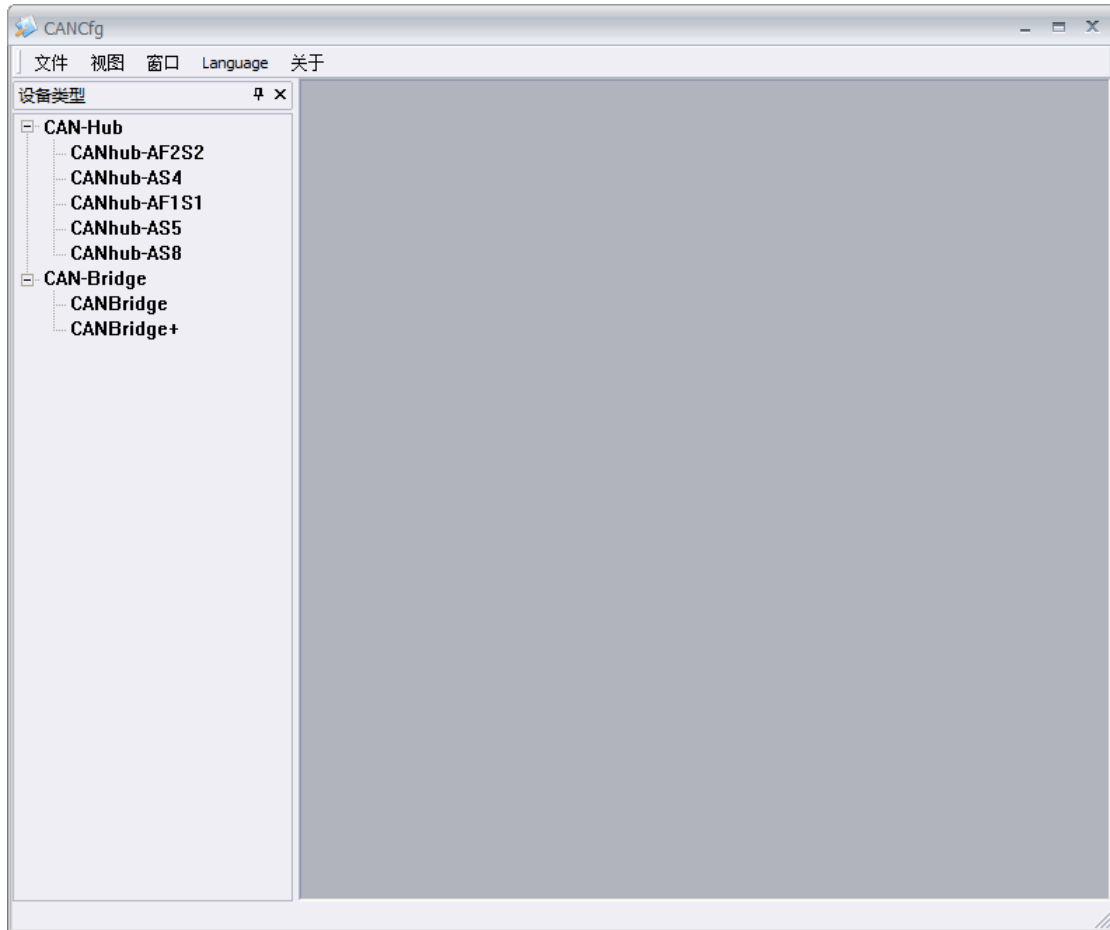 CANCfg
文件 视图 窗口 Language 关于
设备类型
CAN-Hub
CANhub-AF2S2
CANhub-AS4
CANhub-AF1S1
CANhub-AS5
CANhub-AS8
CAN-Bridge
CANBridge
CANBridge+